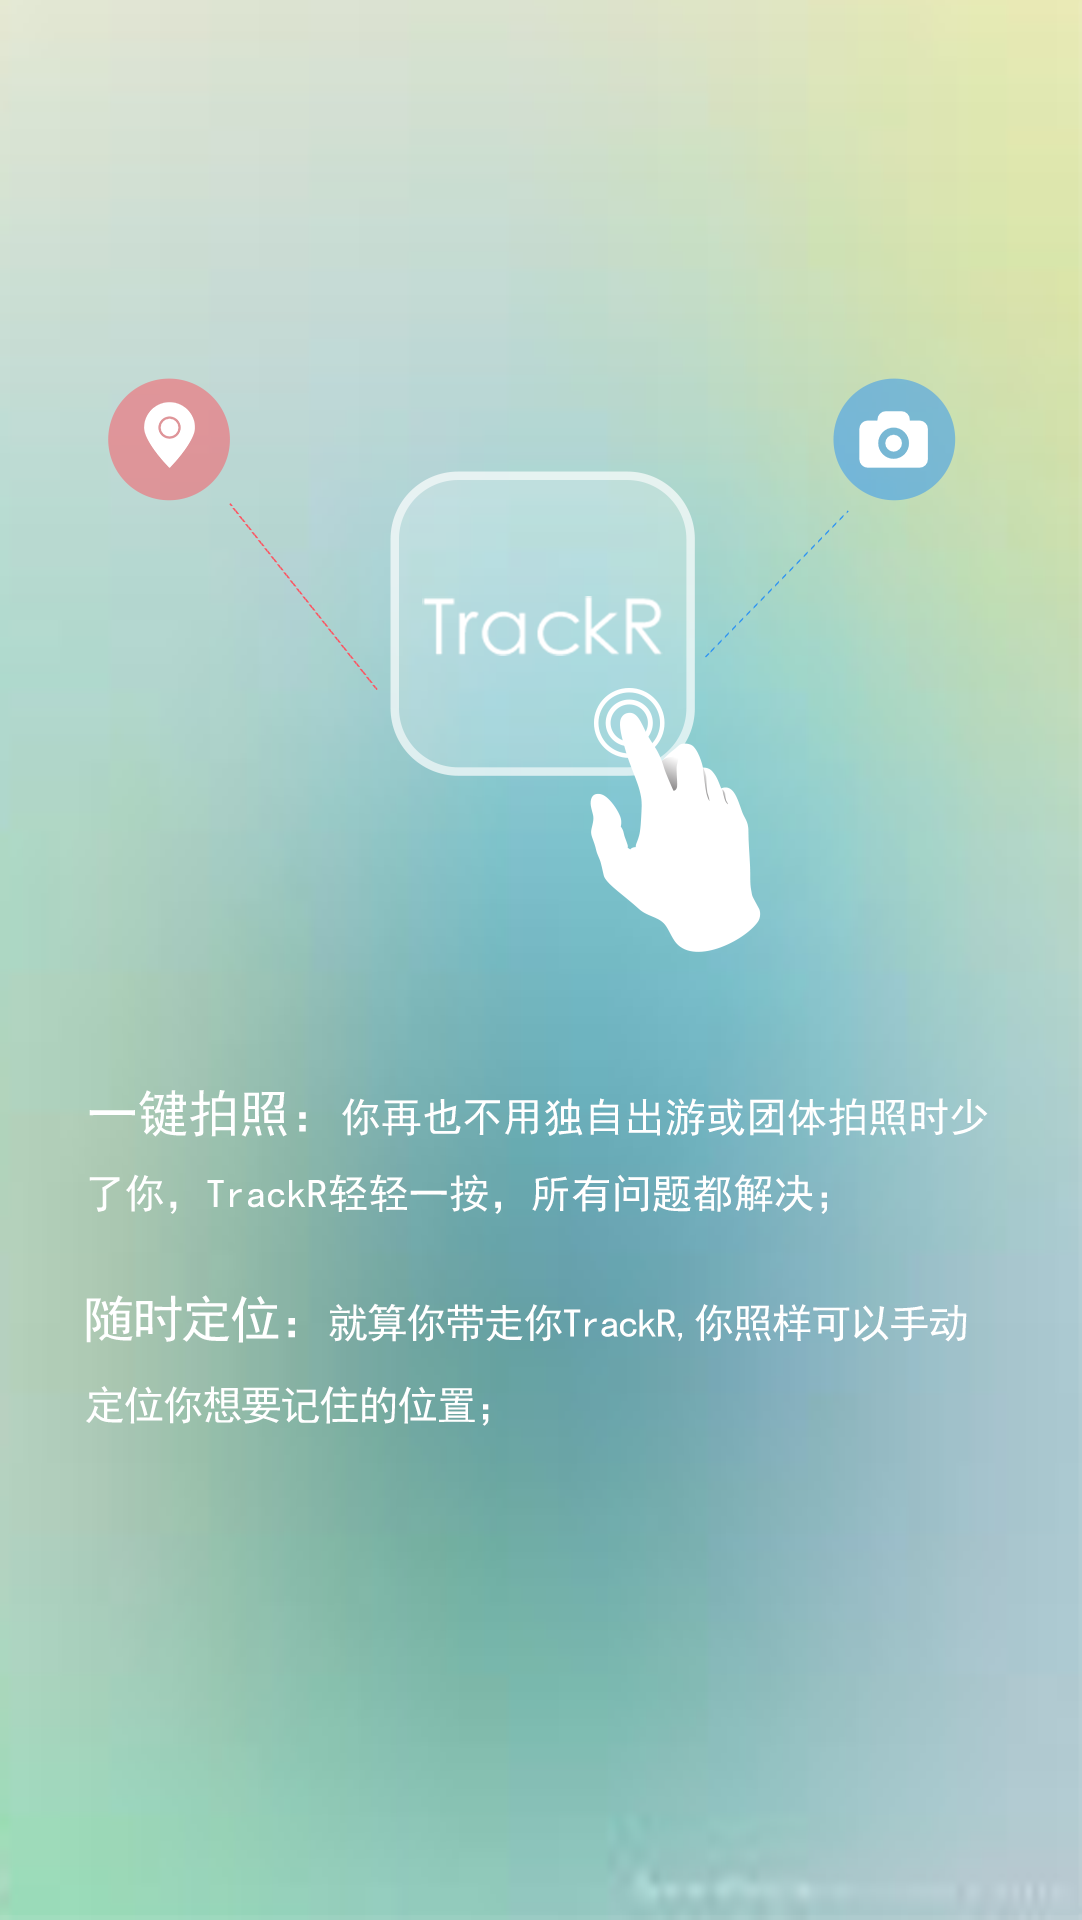 TrackR
一键拍照：你再也不用独自出游或团体拍照时少
了你，TrackR轻轻一按，所有问题都解决；
随时定位：就算你带走你TrackR,你照样可以手动
定位你想要记住的位置；